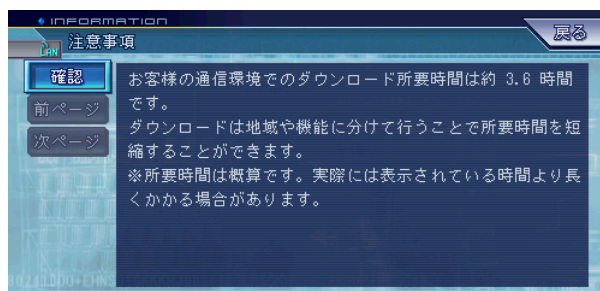 INFORMATION
戻る
LAN 注意事項
確認
前ページ
次ページ
お客様の通信環境でのダウンロード所要時間は約 3.6 時間
です。
ダウンロードは地域や機能に分けて行うことで所要時間を短
縮することができます。
※所要時間は概算です。実際には表示されている時間より長
くかかる場合があります。